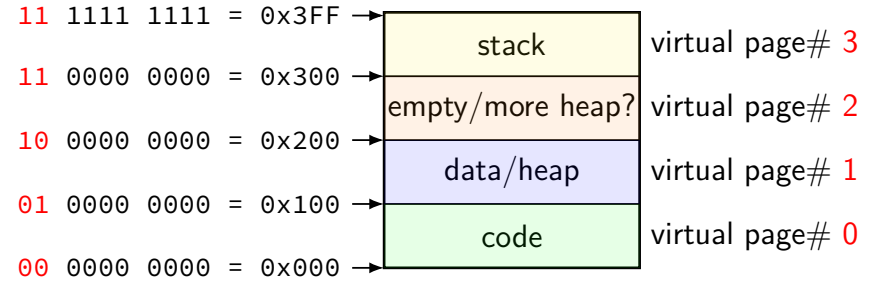 11 1111 1111 = 0x3FF
stack
virtual page# 3
11 0000 0000 = 0x300
empty/more heap?
virtual page# 2
10 0000 0000 = 0x200
data/heap
virtual page# 1
01 0000 0000 = 0x100
code
virtual page# 0
00 0000 0000 = 0x000